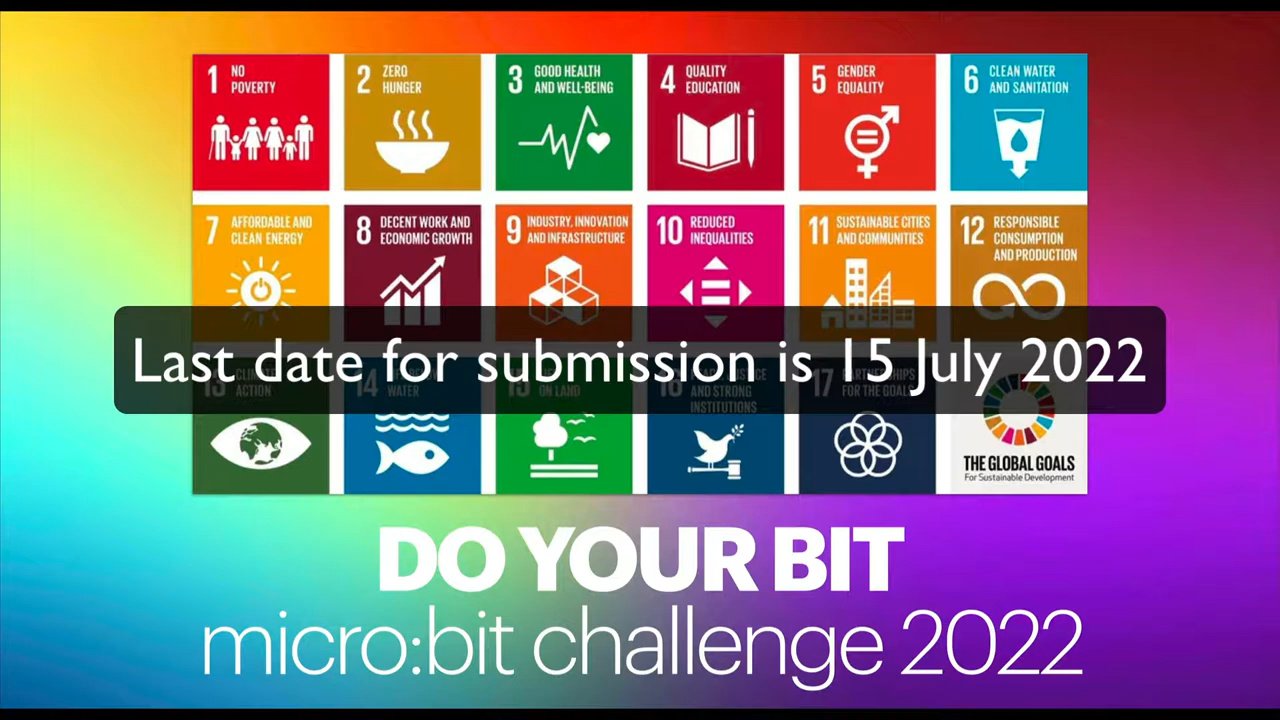 1 NO POVERTY
2 ZERO HUNGER
3 GOOD HEALTH AND WELL-BEING
4 QUALITY EDUCATION
5 GENDER EQUALITY
6 CLEAN WATER AND SANITATION
7 AFFORDABLE AND CLEAN ENERGY
8 DECENT WORK AND ECONOMIC GROWTH
9 INDUSTRY, INNOVATION AND INFRASTRUCTURE
10 REDUCED INEQUALITIES
11 SUSTAINABLE CITIES AND COMMUNITIES
12 RESPONSIBLE CONSUMPTION AND PRODUCTION
Last date for submission is 15 July 2022
13 ACTION
14 WATER
15 ON LAND
16 AND STRONG INSTITUTIONS
17 FOR THE GOALS
THE GLOBAL GOALS
For Sustainable Development
DO YOUR BIT
micro:bit challenge 2022